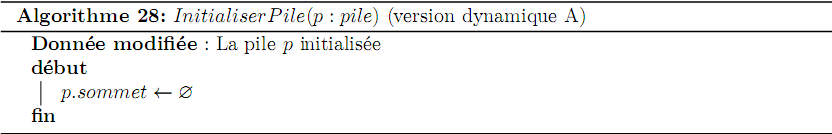 Algorithme 28: InitialiserPile(p : pile) (version dynamique A)
Donnée modifiée : La pile p initialisée
début
p.sommet ← ∅
fin